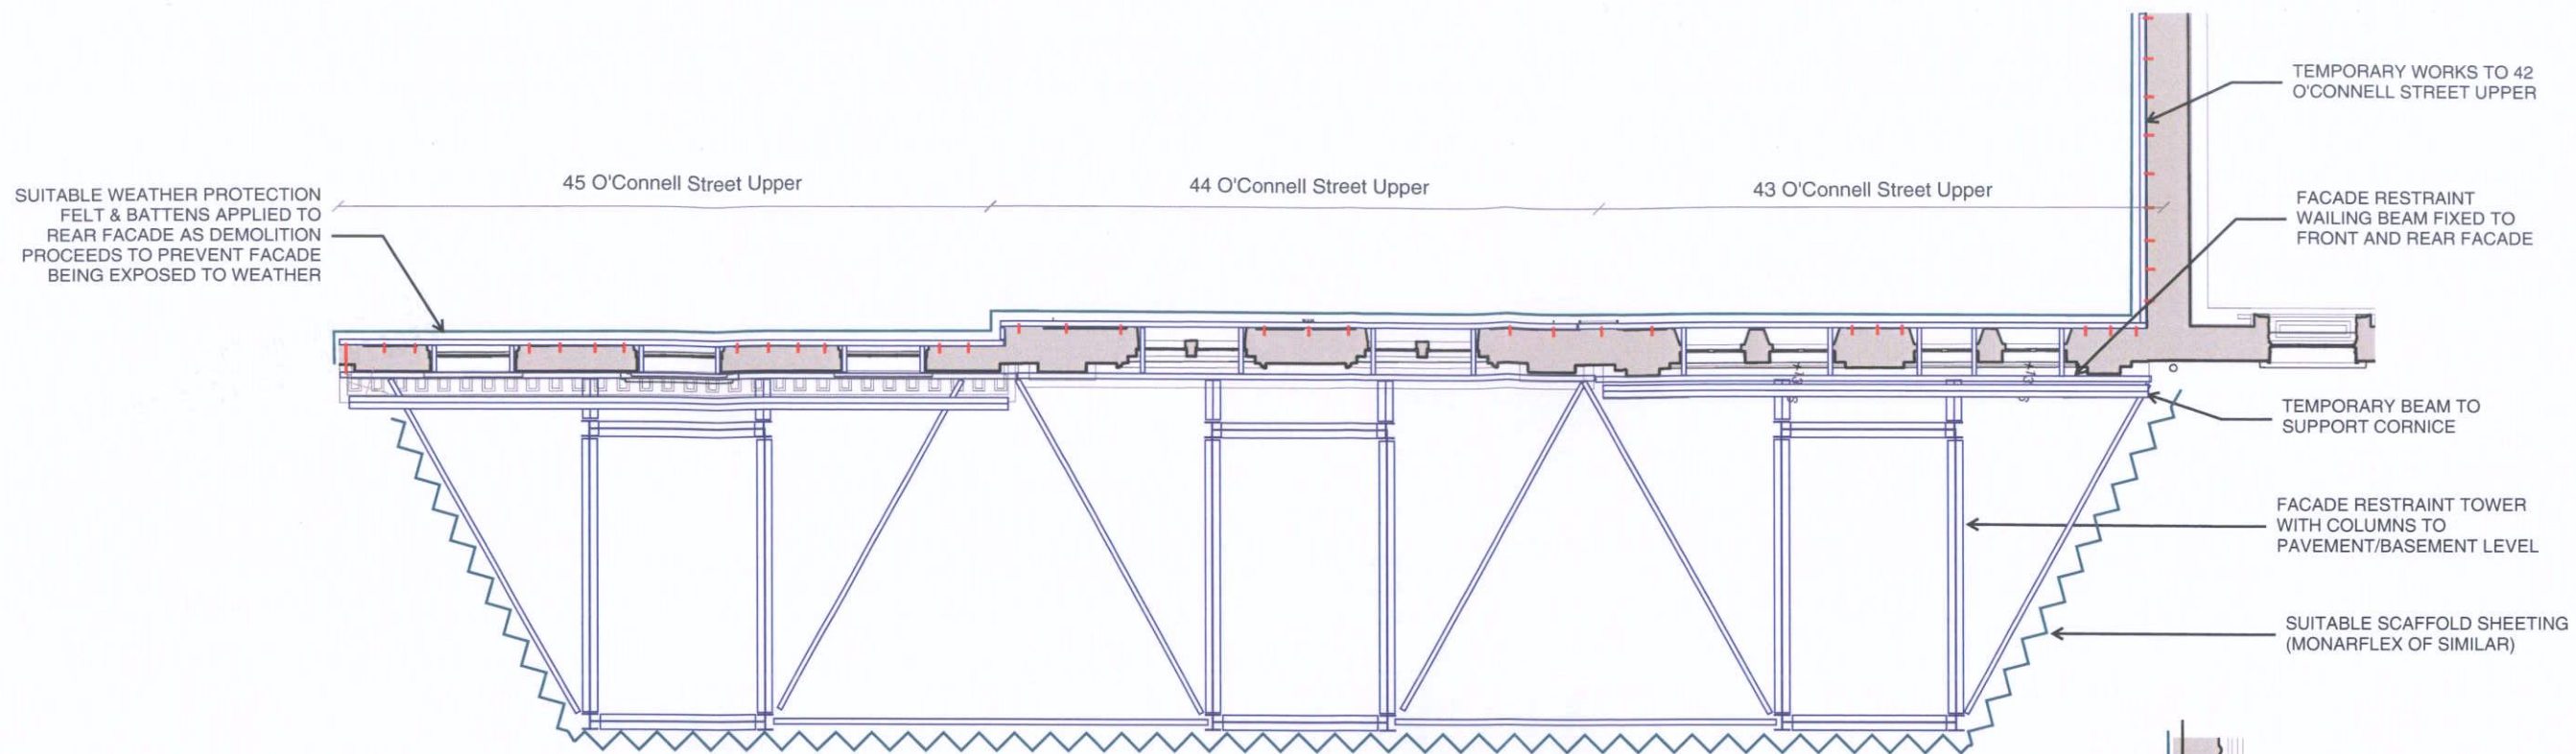 TEMPORARY WORKS TO 42
O'CONNELL STREET UPPER
45 O'Connell Street Upper
44 O'Connell Street Upper
43 O'Connell Street Upper
SUITABLE WEATHER PROTECTION
FELT & BATTENS APPLIED TO
REAR FACADE AS DEMOLITION
PROCEEDS TO PREVENT FACADE
BEING EXPOSED TO WEATHER
FACADE RESTRAINT
WAILING BEAM FIXED TO
FRONT AND REAR FACADE
TEMPORARY BEAM TO
SUPPORT CORNICE
FACADE RESTRAINT TOWER
WITH COLUMNS TO
PAVEMENT/BASEMENT LEVEL
SUITABLE SCAFFOLD SHEETING
(MONARFLEX OF SIMILAR)